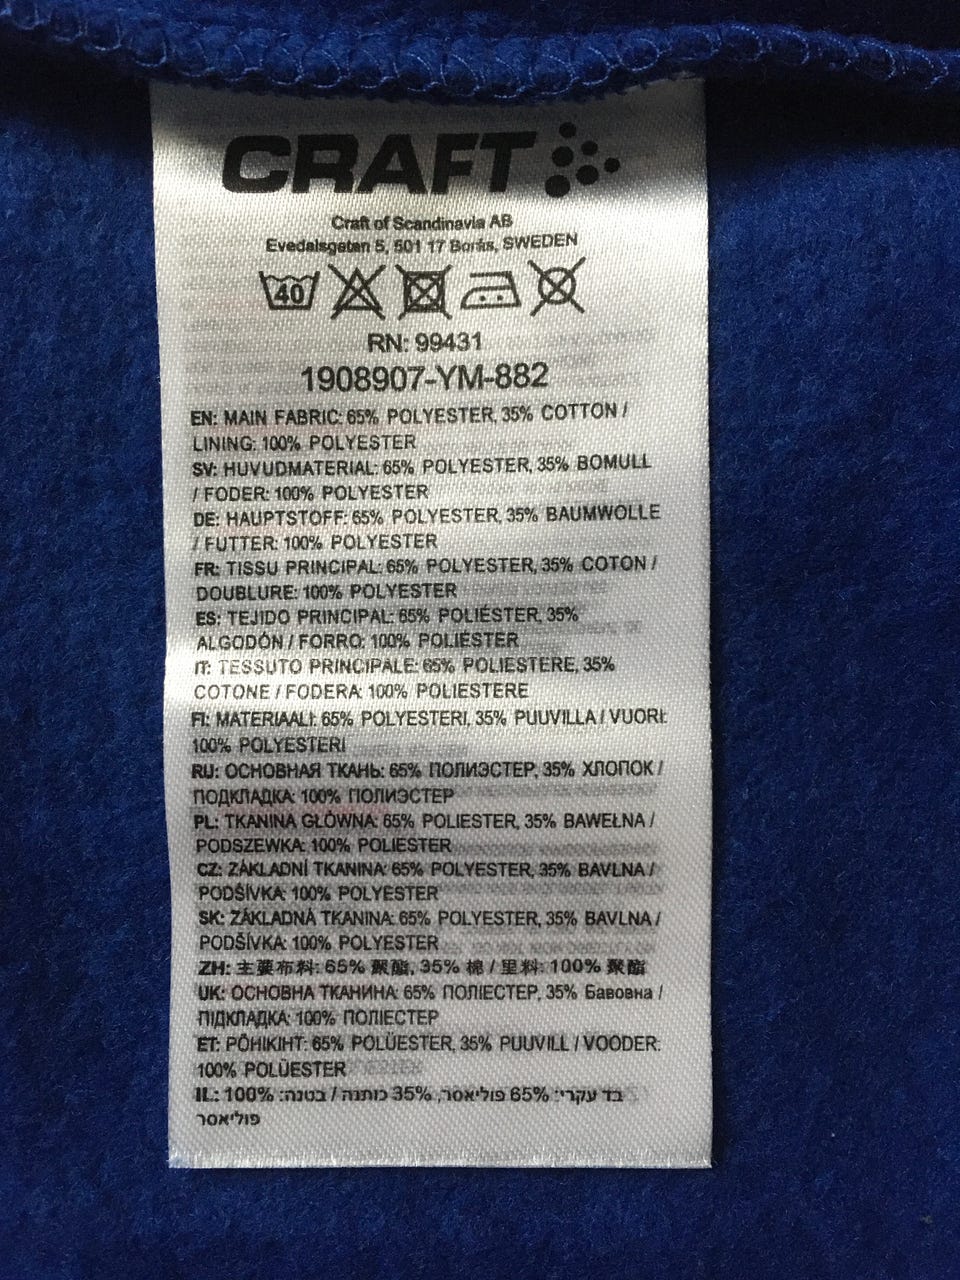 CRAFT
Craft of Scandinavia AB
Evedalsgatan 5, 501 17 Borås, SWEDEN
40
RN: 99431
1908907-YM-882
EN: MAIN FABRIC: 65% POLYESTER, 35% COTTON /
LINING: 100% POLYESTER
SV: HUVUDMATERIAL: 65% POLYESTER, 35% BOMULL
/ FODER: 100% POLYESTER
DE: HAUPTSTOFF: 65% POLYESTER, 35% BAUMWOLLE
/ FUTTER: 100% POLYESTER
FR: TISSU PRINCIPAL: 65% POLYESTER, 35% COTON /
DOUBLURE: 100% POLYESTER
ES: TEJIDO PRINCIPAL: 65% POLIÉSTER, 35%
ALGODÓN / FORRO: 100% POLIÉSTER
IT: TESSUTO PRINCIPALE: 65% POLIESTERE, 35%
COTONE / FODERA: 100% POLIESTERE
FI: MATERIAALI: 65% POLYESTERI, 35% PUUVILLA / VUORI:
100% POLYESTERI
RU: ОСНОВНАЯ ТКАНЬ: 65% ПОЛИЭСТЕР, 35% ХЛОПОК /
ПОДКЛАДКА: 100% ПОЛИЭСТЕР
PL: TKANINA GŁÓWNA: 65% POLIESTER, 35% BAWEŁNA /
PODSZEWKA: 100% POLIESTER
CZ: ZÁKLADNÍ TKANINA: 65% POLYESTER, 35% BAVLNA /
PODŠÍVKA: 100% POLYESTER
SK: ZÁKLADNÁ TKANINA: 65% POLYESTER, 35% BAVLNA /
PODŠÍVKA: 100% POLYESTER
ZH: 主要布料: 65% 聚酯, 35% 棉 / 里料: 100% 聚酯
UK: ОСНОВНА ТКАНИНА: 65% ПОЛІЕСТЕР, 35% Бавовна /
ПІДКЛАДКА: 100% ПОЛІЕСТЕР
ET: PÕHIKIHT: 65% POLÜESTER, 35% PUUVILL / VOODER:
100% POLÜESTER
IL: בד עקרי: 65% פוליאסר, 35% כותנה / בטנה: 100%
פוליאסר